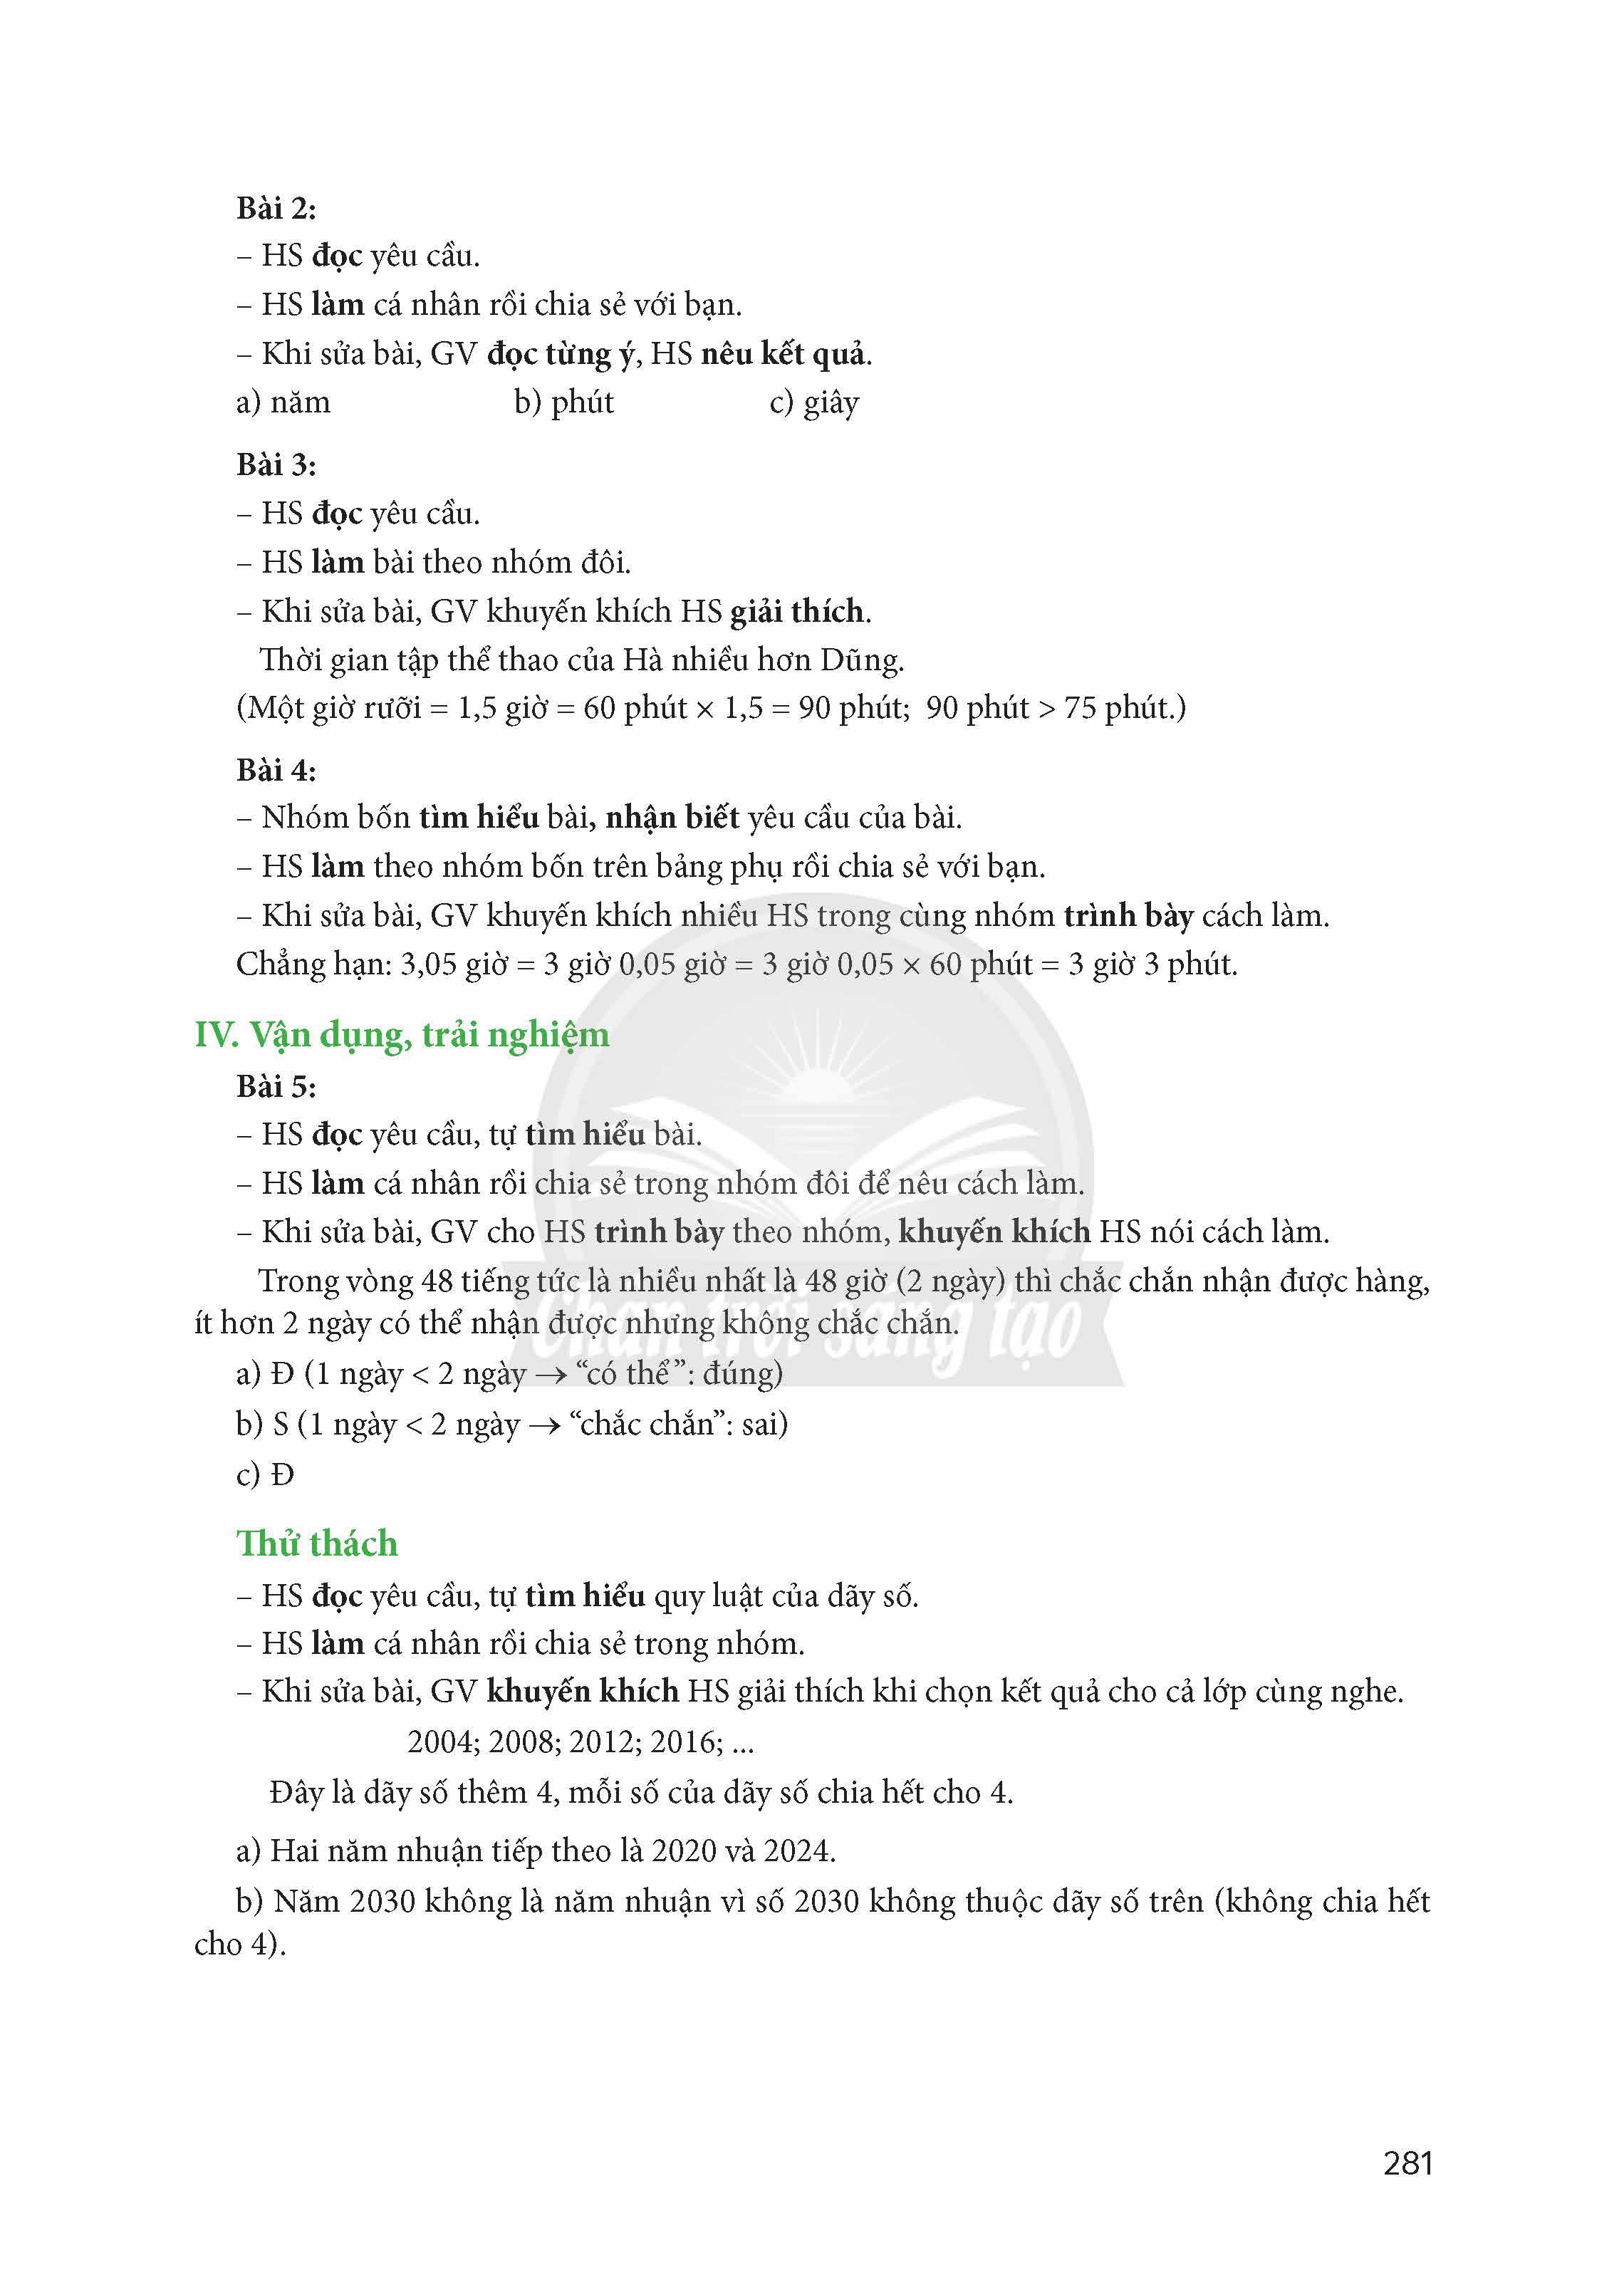 Bài 2:
– HS đọc yêu cầu.
– HS làm cá nhân rồi chia sẻ với bạn.
– Khi sửa bài, GV đọc từng ý, HS nêu kết quả.
a) năm b) phút c) giây
Bài 3:
– HS đọc yêu cầu.
– HS làm bài theo nhóm đôi.
– Khi sửa bài, GV khuyến khích HS giải thích.
Thời gian tập thể thao của Hà nhiều hơn Dũng.
(Một giờ rưỡi = 1,5 giờ = 60 phút × 1,5 = 90 phút; 90 phút > 75 phút.)
Bài 4:
– Nhóm bốn tìm hiểu bài, nhận biết yêu cầu của bài.
– HS làm theo nhóm bốn trên bảng phụ rồi chia sẻ với bạn.
– Khi sửa bài, GV khuyến khích nhiều HS trong cùng nhóm trình bày cách làm.
Chẳng hạn: 3,05 giờ = 3 giờ 0,05 giờ = 3 giờ 0,05 × 60 phút = 3 giờ 3 phút.
IV. Vận dụng, trải nghiệm
Bài 5:
– HS đọc yêu cầu, tự tìm hiểu bài.
– HS làm cá nhân rồi chia sẻ trong nhóm đôi để nêu cách làm.
– Khi sửa bài, GV cho HS trình bày theo nhóm, khuyến khích HS nói cách làm.
Trong vòng 48 tiếng tức là nhiều nhất là 48 giờ (2 ngày) thì chắc chắn nhận được hàng,
ít hơn 2 ngày có thể nhận được nhưng không chắc chắn.
Chân trời sáng tạo
a) Đ (1 ngày < 2 ngày → “có thể”: đúng)
b) S (1 ngày < 2 ngày → “chắc chắn”: sai)
c) Đ
Thử thách
– HS đọc yêu cầu, tự tìm hiểu quy luật của dãy số.
– HS làm cá nhân rồi chia sẻ trong nhóm.
– Khi sửa bài, GV khuyến khích HS giải thích khi chọn kết quả cho cả lớp cùng nghe.
2004; 2008; 2012; 2016; ...
Đây là dãy số thêm 4, mỗi số của dãy số chia hết cho 4.
a) Hai năm nhuận tiếp theo là 2020 và 2024.
b) Năm 2030 không là năm nhuận vì số 2030 không thuộc dãy số trên (không chia hết
cho 4).
281